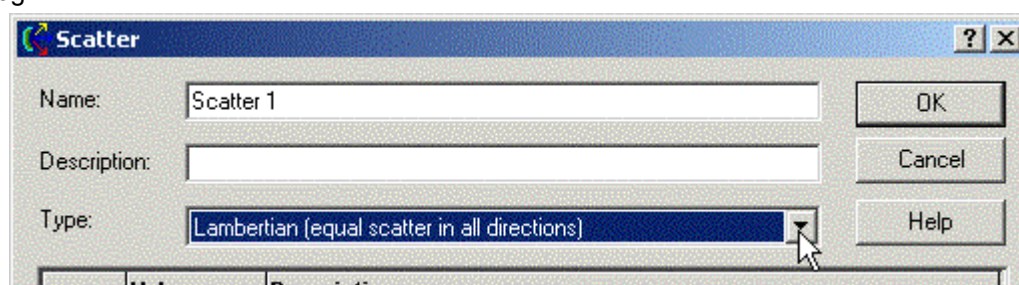 Scatter
Name: Scatter 1 OK
Description: Cancel
Type: Lambertian (equal scatter in all directions) Help